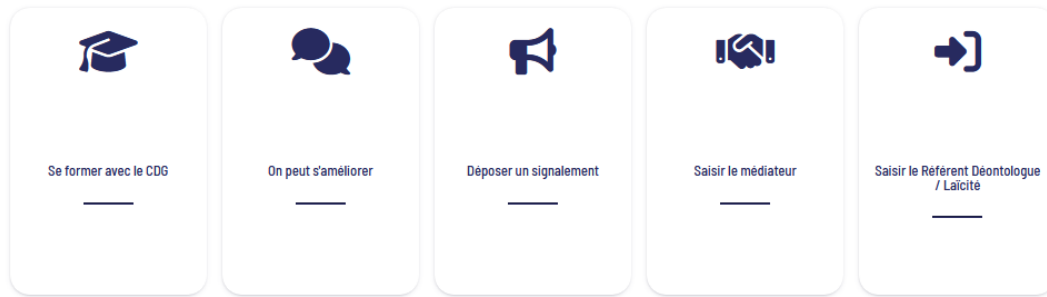 Se former avec le CDG
On peut s'améliorer
Déposer un signalement
Saisir le médiateur
Saisir le Référent Déontologue
/ Laïcité